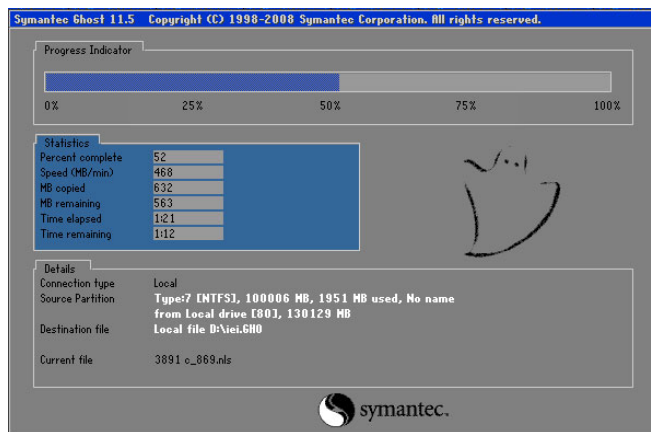 Symantec Ghost 11.5 Copyright (C) 1998-2008 Symantec Corporation. All rights reserved.
Progress Indicator
0% 25% 50% 75% 100%
Statistics
Percent complete 52
Speed (MB/min) 468
MB copied 632
MB remaining 563
Time elapsed 1:21
Time remaining 1:12
Details
Connection type Local
Source Partition Type:7 [NTFS], 100006 MB, 1951 MB used, No name
from Local drive [80], 130129 MB
Destination file Local file D:\iei.GHO
Current file 3891 c_869.nls
symantec.